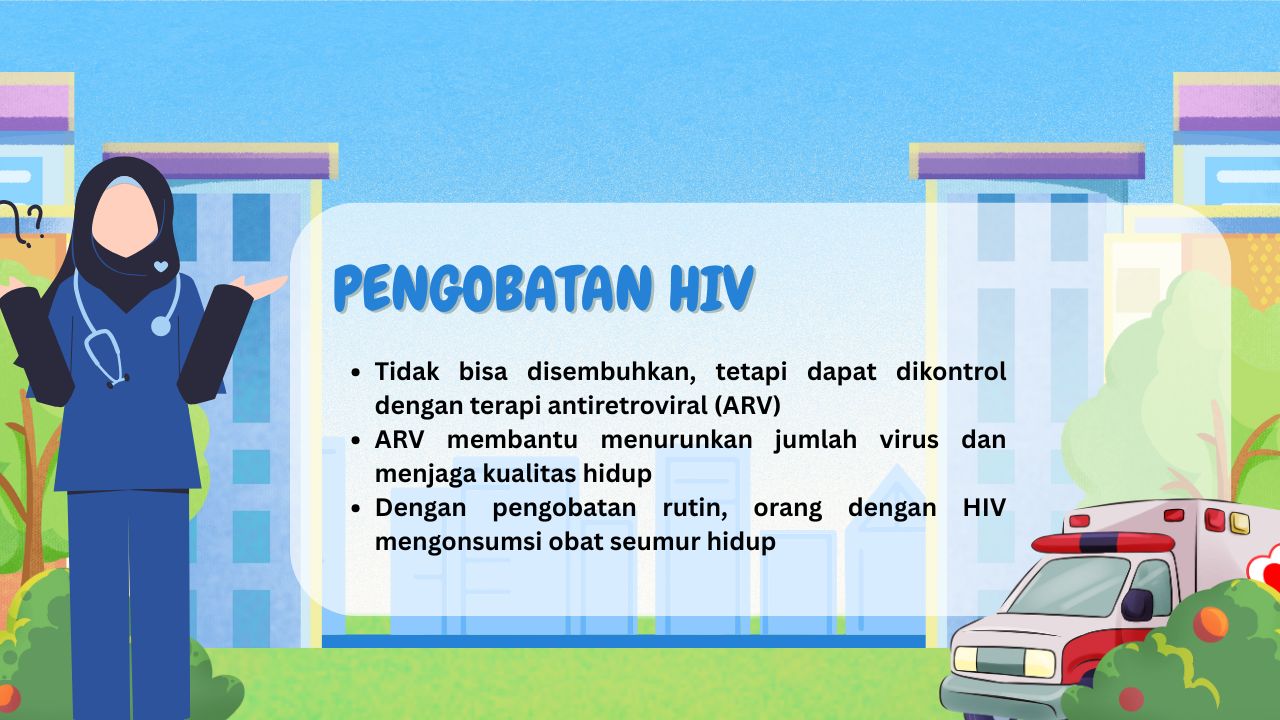 PENGOBATAN HIV
• Tidak bisa disembuhkan, tetapi dapat dikontrol
dengan terapi antiretroviral (ARV)
• ARV membantu menurunkan jumlah virus dan
menjaga kualitas hidup
• Dengan pengobatan rutin, orang dengan HIV
mengonsumsi obat seumur hidup